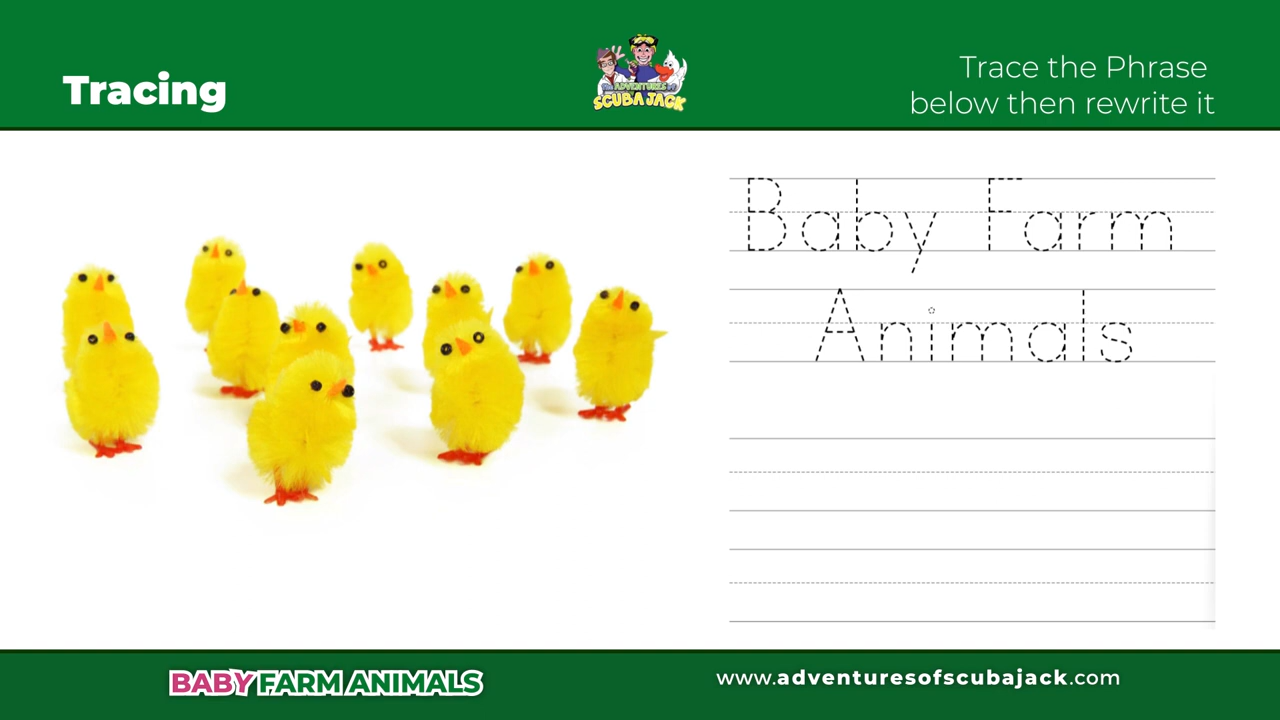 Tracing
THE ADVENTURES OF
SCUBA JACK
Trace the Phrase
below then rewrite it
Baby Farm
Animals
BABY FARM ANIMALS
www.adventuresofscubajack.com